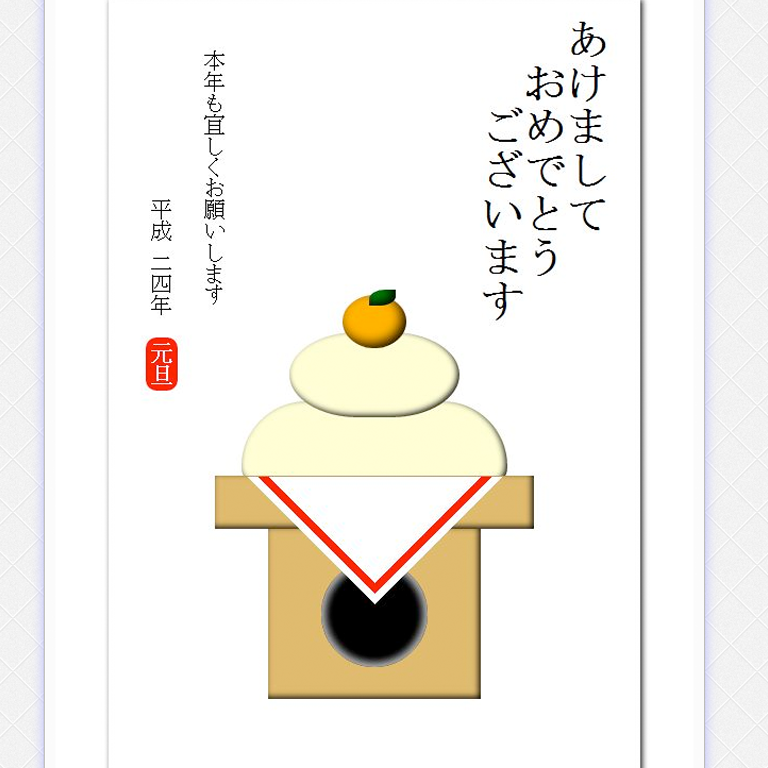 あけまして
おめでとう
ございます
本年も宜しくお願いします
平成 二四年
元旦